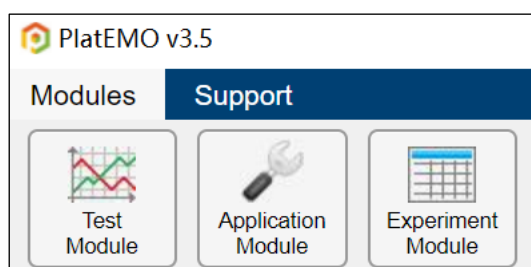 PlatEMO v3.5
Modules Support
Test
Module
Application
Module
Experiment
Module